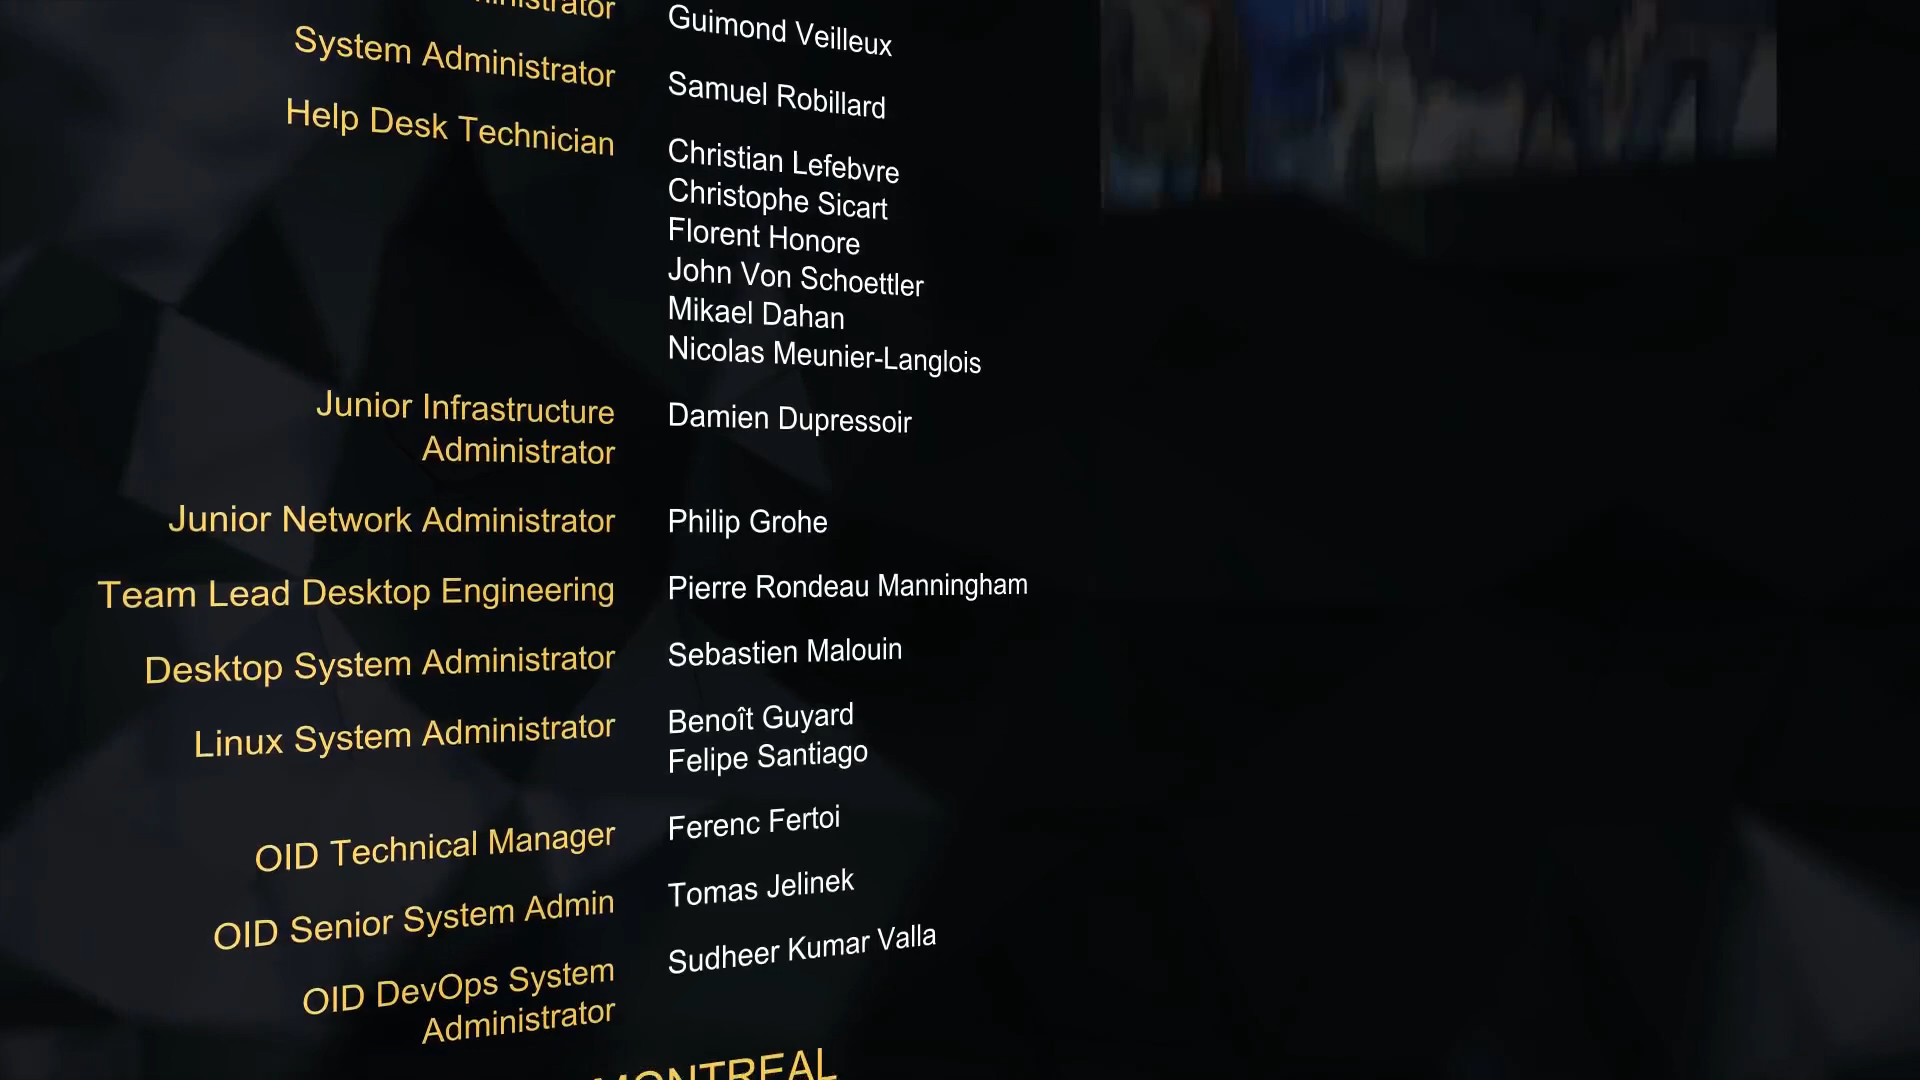 Guimond Veilleux
System Administrator Samuel Robillard
Help Desk Technician Christian Lefebvre
Christophe Sicart
Florent Honore
John Von Schoettler
Mikael Dahan
Nicolas Meunier-Langlois
Junior Infrastructure Damien Dupressoir
Administrator
Junior Network Administrator Philip Grohe
Team Lead Desktop Engineering Pierre Rondeau Manningham
Desktop System Administrator Sebastien Malouin
Linux System Administrator Benoît Guyard
Felipe Santiago
OID Technical Manager Ferenc Fertoi
OID Senior System Admin Tomas Jelinek
OID DevOps System Sudheer Kumar Valla
Administrator
MONTREAL